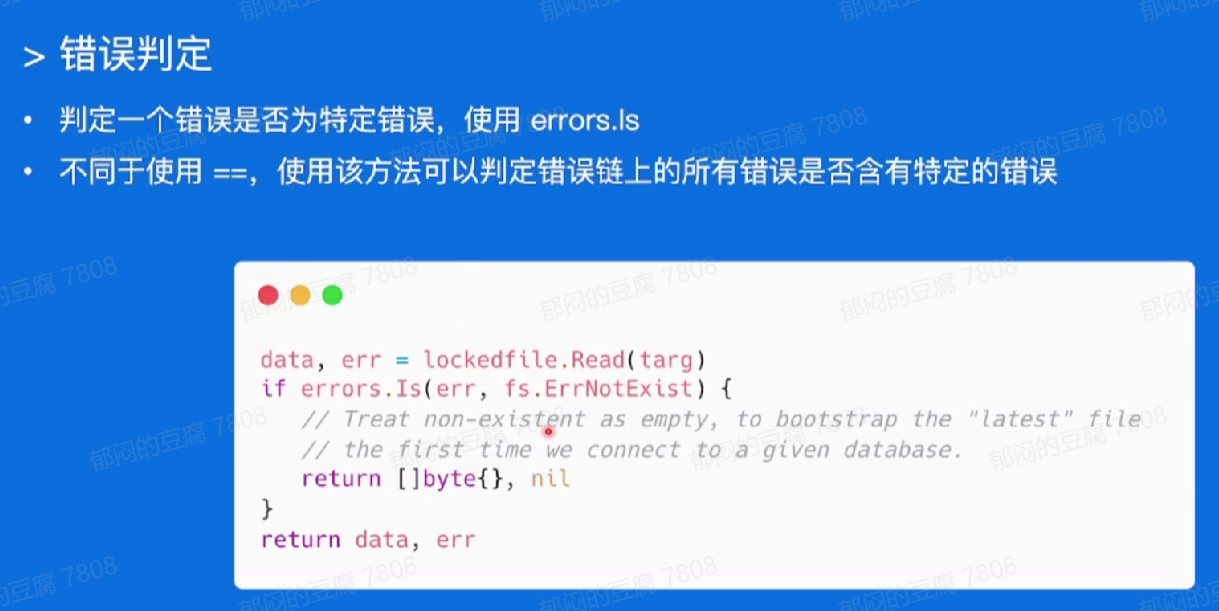 > 错误判定
• 判定一个错误是否为特定错误，使用 errors.Is
• 不同于使用 ==，使用该方法可以判定错误链上的所有错误是否含有特定的错误
data, err = lockedfile.Read(targ)
if errors.Is(err, fs.ErrNotExist) {
// Treat non-existent as empty, to bootstrap the "latest" file
// the first time we connect to a given database.
return []byte{}, nil
}
return data, err
郁闷的豆腐 7808